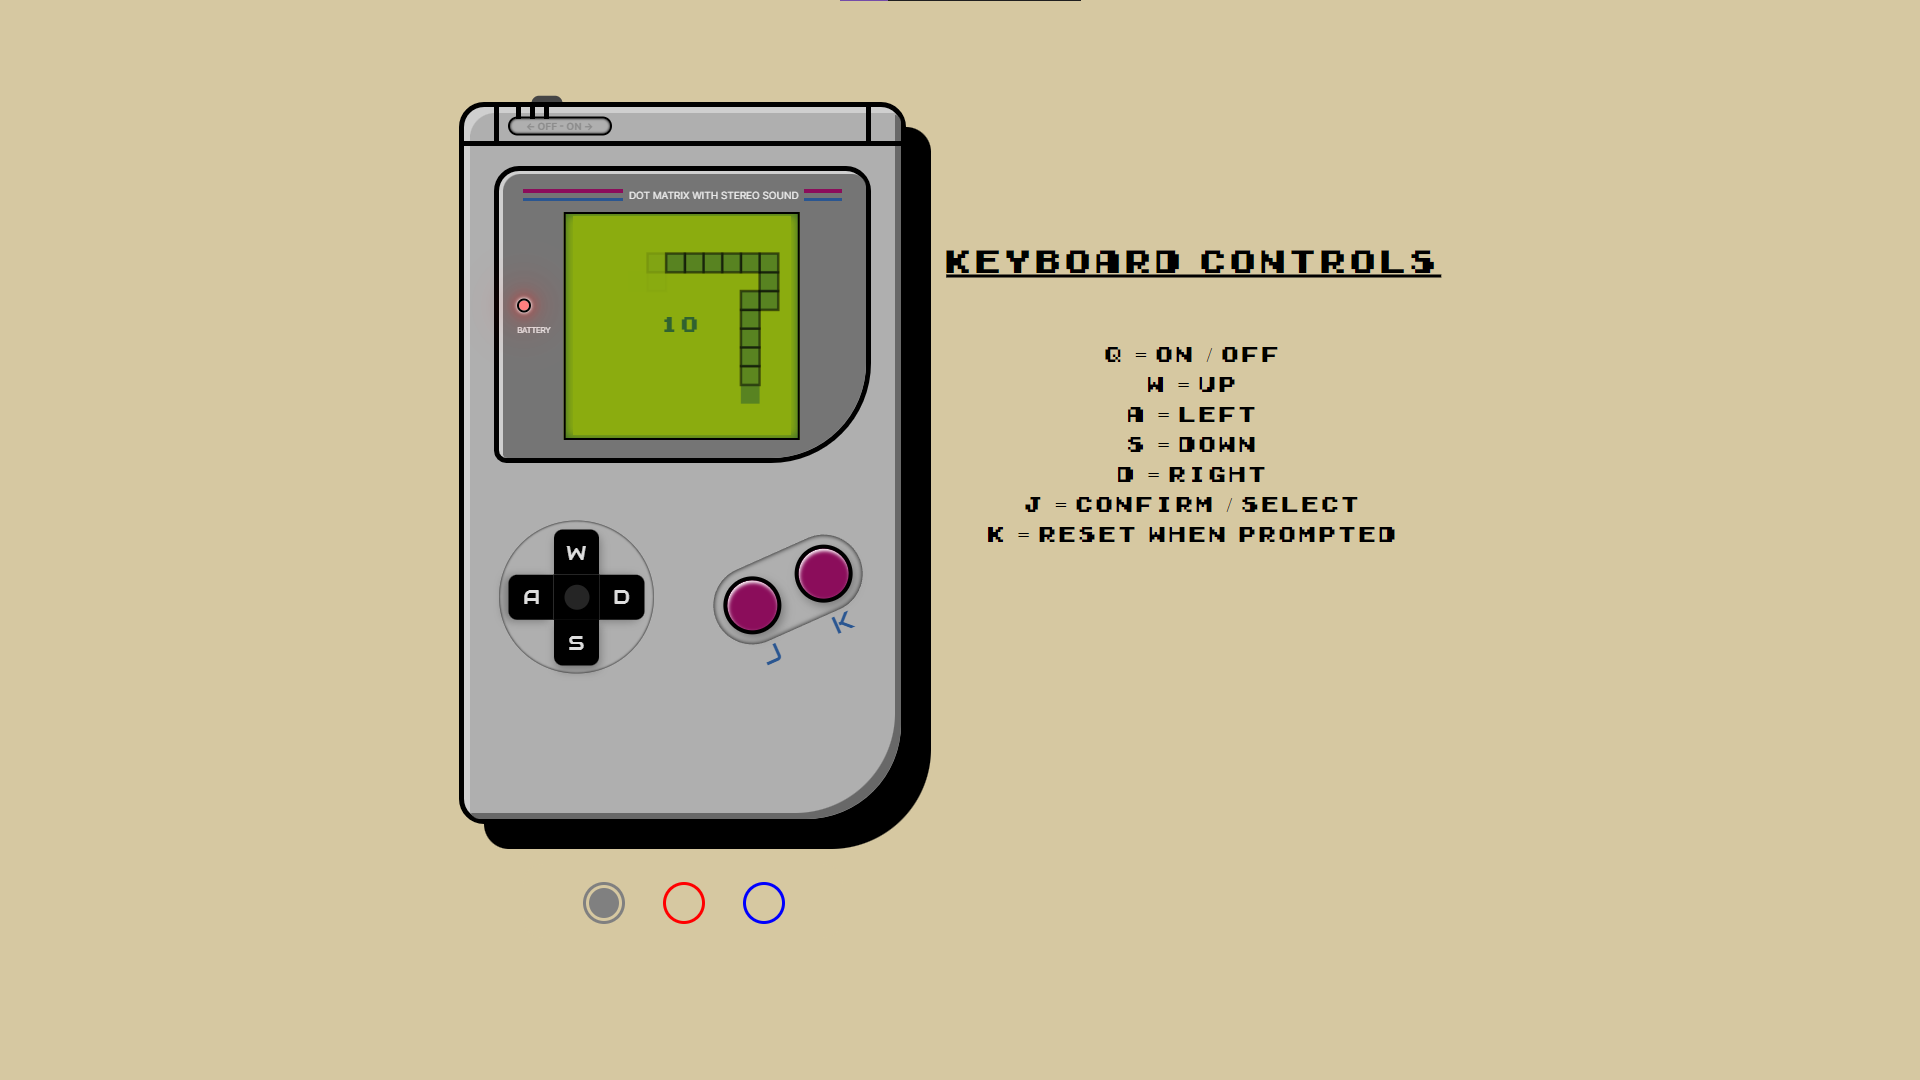 ← OFF - ON →
DOT MATRIX WITH STEREO SOUND
BATTERY
10
W
A
D
S
J
K
KEYBOARD CONTROLS
Q = ON / OFF
W = UP
A = LEFT
S = DOWN
D = RIGHT
J = CONFIRM / SELECT
K = RESET WHEN PROMPTED